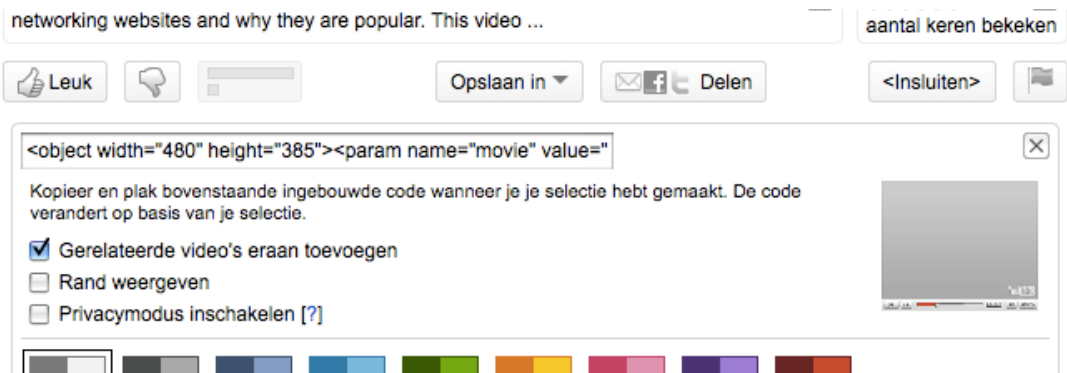 networking websites and why they are popular. This video ...
aantal keren bekeken
Leuk
Opslaan in
Delen
<Insluiten>
<object width="480" height="385"><param name="movie" value="
Kopieer en plak bovenstaande ingebouwde code wanneer je je selectie hebt gemaakt. De code
verandert op basis van je selectie.
Gerelateerde video's eraan toevoegen
Rand weergeven
Privacymodus inschakelen [?]